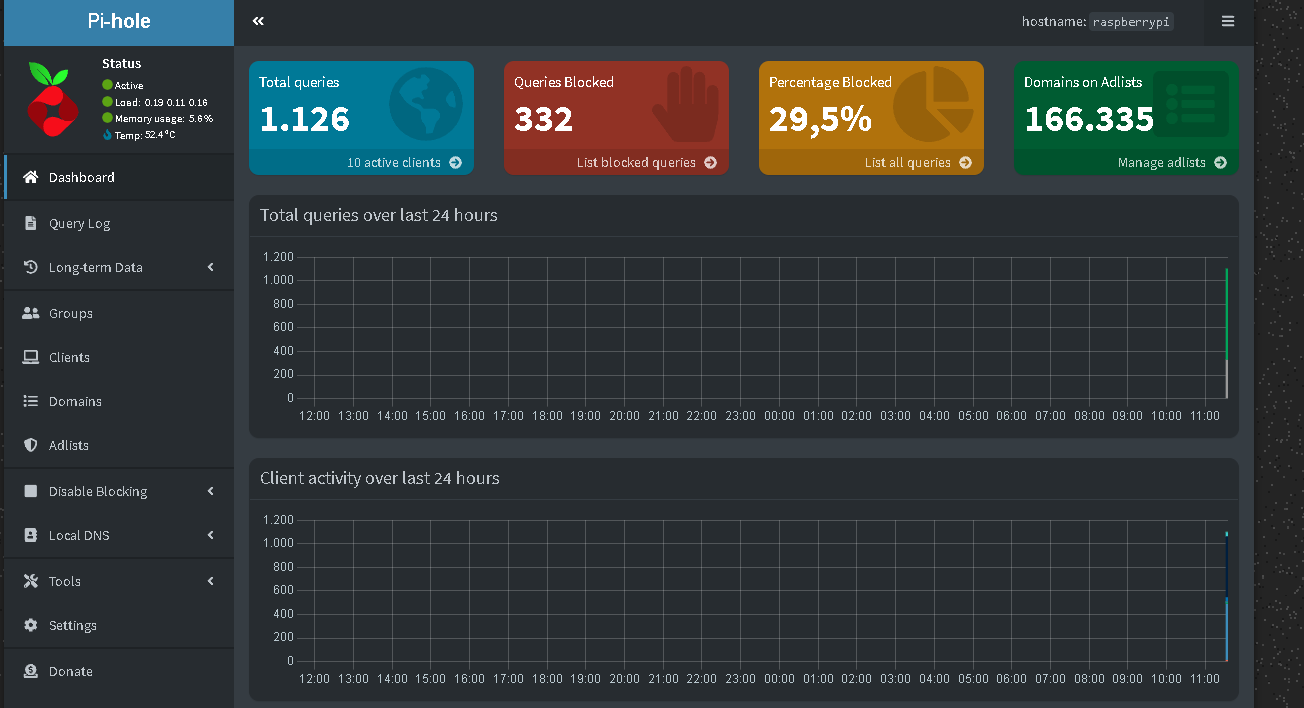 Pi-hole
hostname: raspberrypi
Status
Active
Load: 0.19 0.11 0.16
Memory usage: 5.6%
Temp: 52.4°C
Dashboard
Query Log
Long-term Data
Groups
Clients
Domains
Adlists
Disable Blocking
Local DNS
Tools
Settings
Donate
Total queries
1.126
10 active clients
Queries Blocked
332
List blocked queries
Percentage Blocked
29,5%
List all queries
Domains on Adlists
166.335
Manage adlists
Total queries over last 24 hours
1.200
1.000
800
600
400
200
0
12:00 13:00 14:00 15:00 16:00 17:00 18:00 19:00 20:00 21:00 22:00 23:00 00:00 01:00 02:00 03:00 04:00 05:00 06:00 07:00 08:00 09:00 10:00 11:00
Client activity over last 24 hours
1.200
1.000
800
600
400
200
0
12:00 13:00 14:00 15:00 16:00 17:00 18:00 19:00 20:00 21:00 22:00 23:00 00:00 01:00 02:00 03:00 04:00 05:00 06:00 07:00 08:00 09:00 10:00 11:00